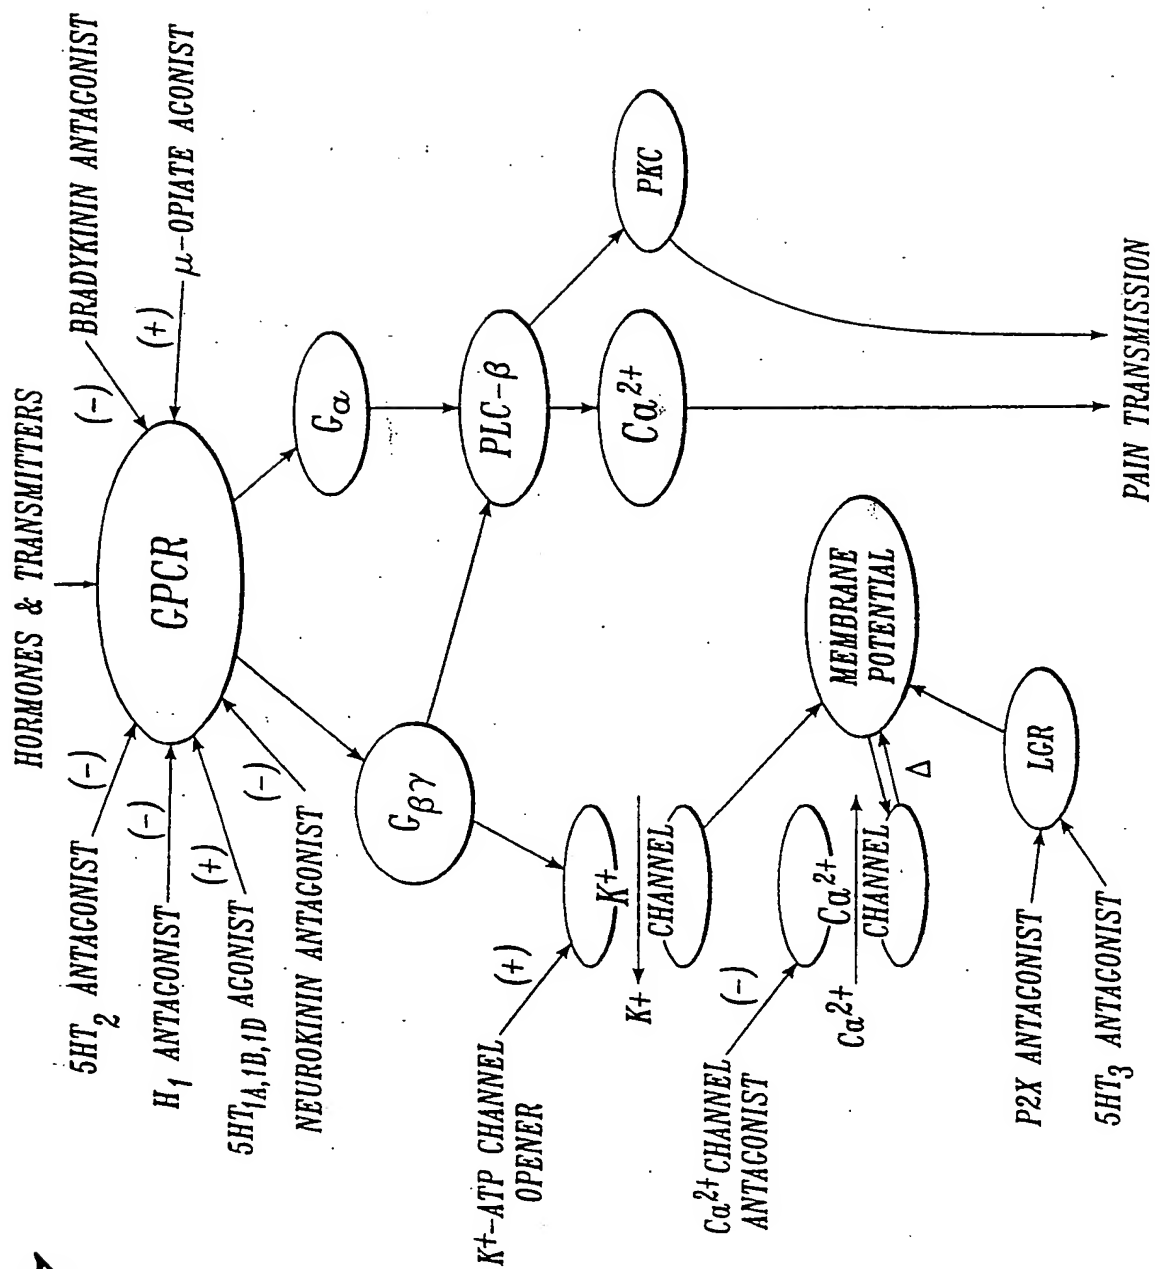 HORMONES & TRANSMITTERS
5HT2 ANTAGONIST
(-)
H1 ANTAGONIST
(-)
5HT1A,1B,1D AGONIST
(+)
NEUROKININ ANTAGONIST
(-)
GPCR
(-)
BRADYKININ ANTAGONIST
(+)
μ-OPIATE AGONIST
Gβγ
Gα
K+-ATP CHANNEL
OPENER
(+)
K+
K+
CHANNEL
PLC-β
Ca2+
PKC
Ca2+ CHANNEL
ANTAGONIST
(-)
Ca2+
Ca2+
CHANNEL
Δ
MEMBRANE
POTENTIAL
LGR
P2X ANTAGONIST
5HT3 ANTAGONIST
PAIN TRANSMISSION